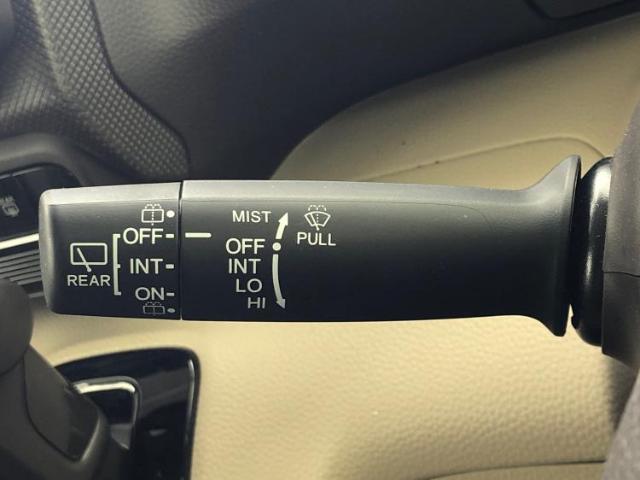 REAR
OFF
INT
ON
MIST
OFF
INT
LO
HI
PULL